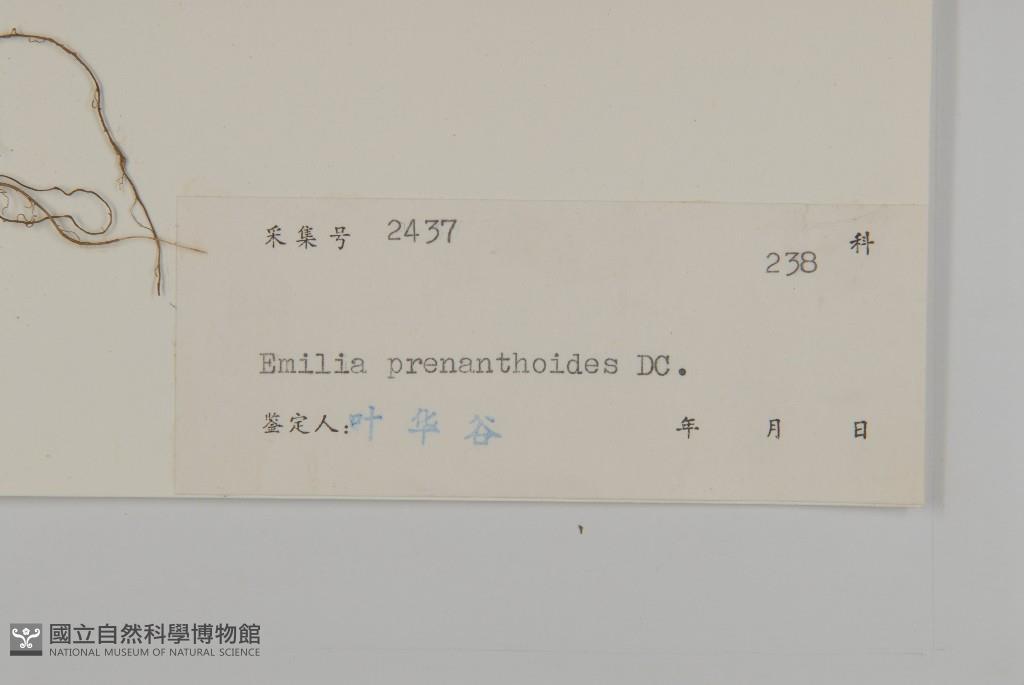 采集号 2437
238 科
Emilia prenanthoides DC.
鉴定人:叶华谷 年 月 日
國立自然科學博物館
NATIONAL MUSEUM OF NATURAL SCIENCE